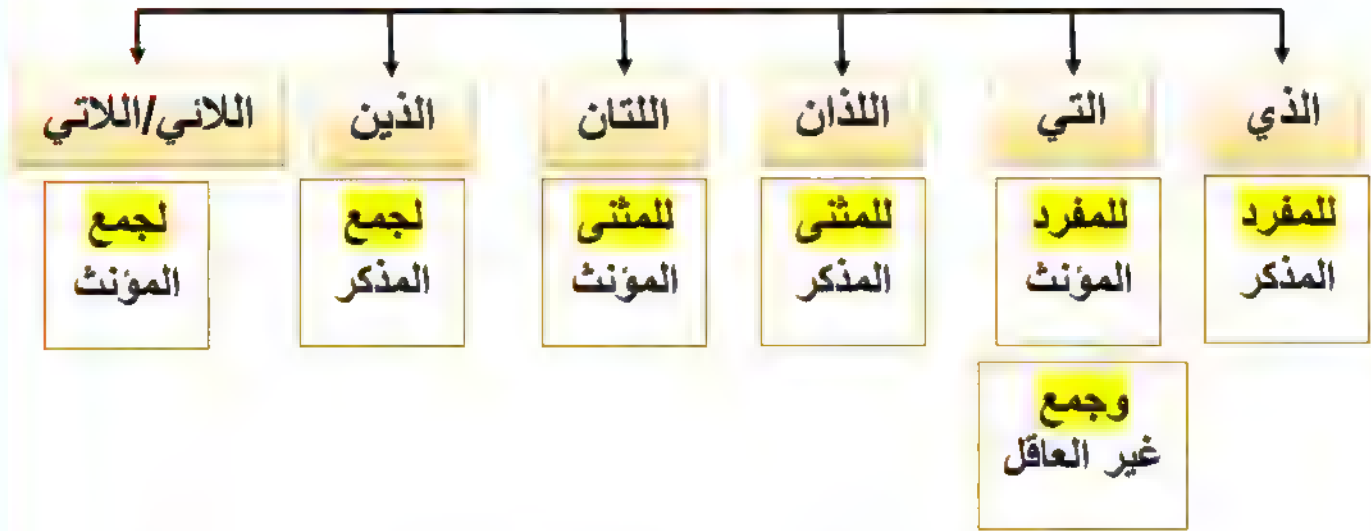 الذي
التي
اللذان
اللتان
الذين
اللاني/اللاتي
للمفرد
المذكر
للمفرد
المؤنث
للمثنى
المذكر
للمثنى
المؤنث
لجمع
المذكر
لجمع
المؤنث
وجمع
غير العاقل